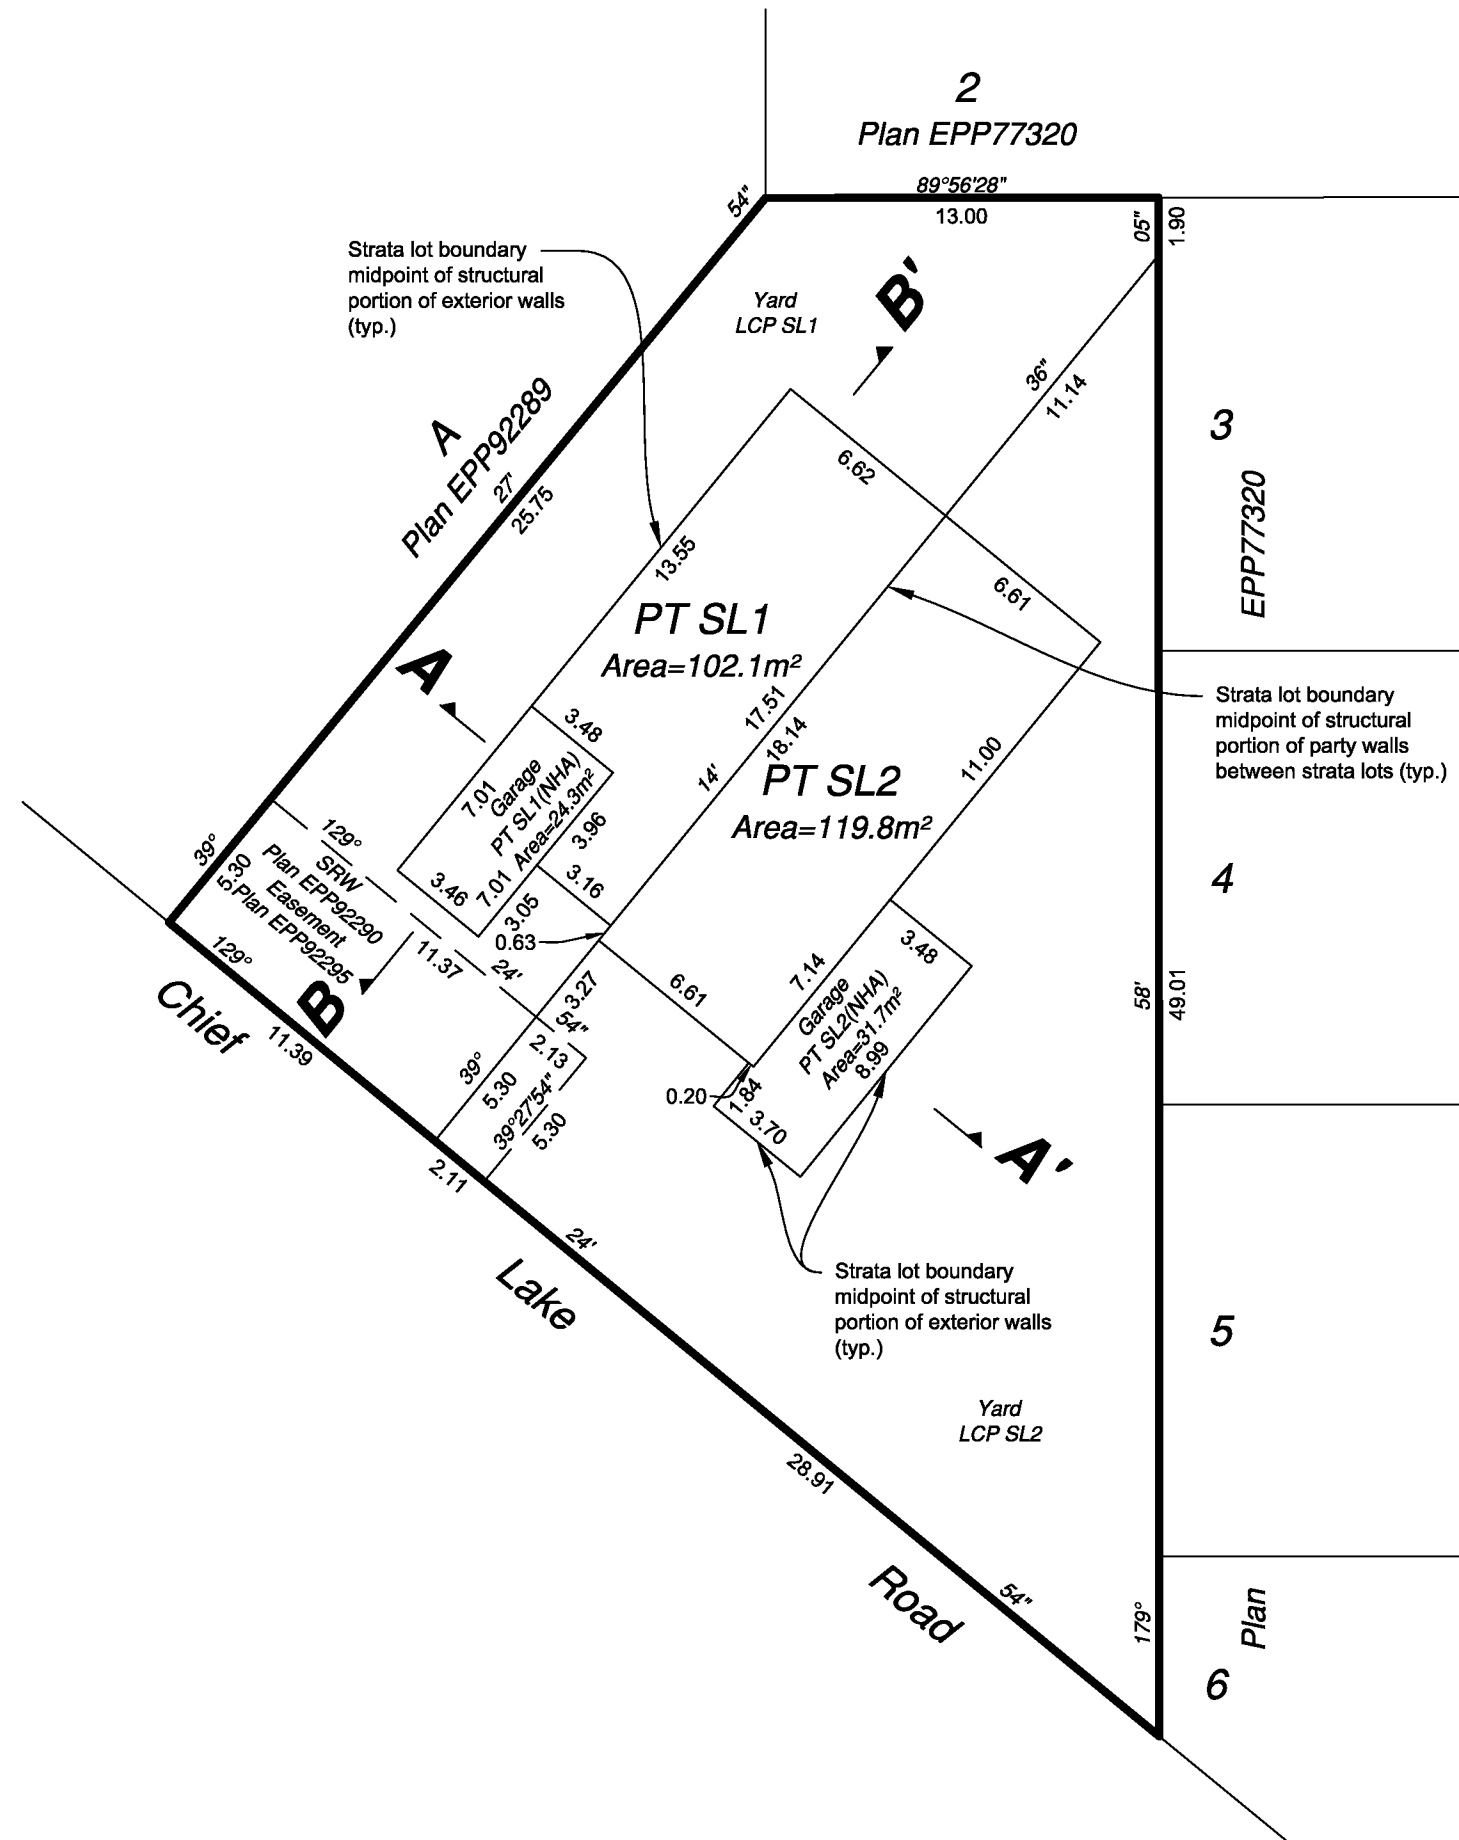 2
Plan EPP77320
89°56'28"
13.00
54"
05"
1.90
Strata lot boundary
midpoint of structural
portion of exterior walls
(typ.)
Yard
LCP SL1
B'
36"
11.14
A
Plan EPP92289
27'
25.75
3
EPP77320
6.62
13.55
6.61
PT SL1
Area=102.1m²
A
Strata lot boundary
midpoint of structural
portion of party walls
between strata lots (typ.)
17.51
18.14
14'
3.48
7.01
Garage
PT SL1(NHA)
Area=24.3m²
7.01
3.96
3.46
3.16
3.05
0.63
PT SL2
Area=119.8m²
11.00
4
39°
5.30
129°
SRW
Plan EPP92290
Easement
Plan EPP92295
129°
11.37
24'
B
3.27
54"
2.13
39°
5.30
39°27'54"
5.30
6.61
7.14
3.48
Garage
PT SL2(NHA)
Area=31.7m²
8.99
0.20
1.84
3.70
58'
49.01
A'
Chief
11.39
2.11
24'
Lake
Strata lot boundary
midpoint of structural
portion of exterior walls
(typ.)
5
Yard
LCP SL2
28.91
Road
54"
179°
Plan
6